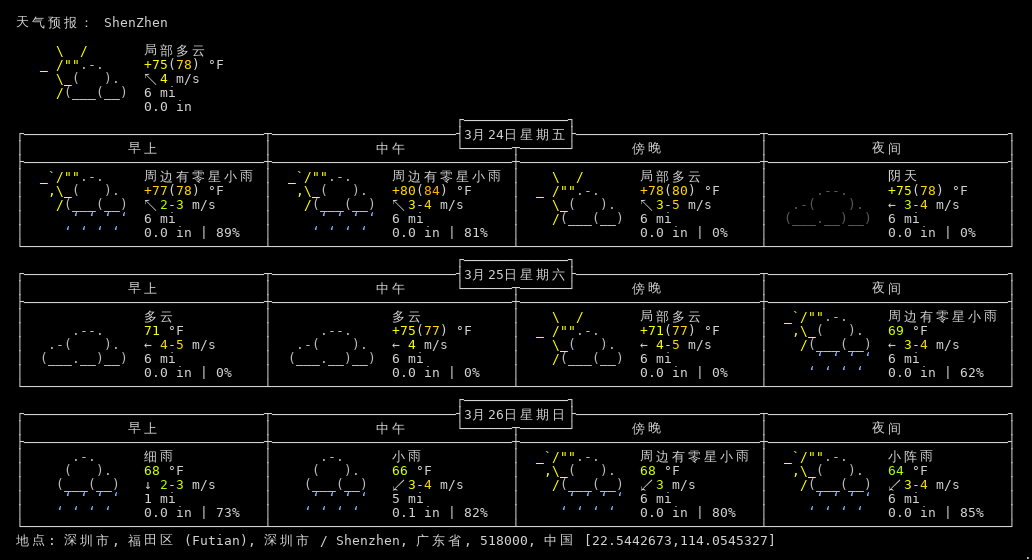 天气预报： ShenZhen
局部多云
+75(78) °F
↖ 4 m/s
6 mi
0.0 in
3月24日星期五
早上 中午 傍晚 夜间
周边有零星小雨 周边有零星小雨 局部多云 阴天
+77(78) °F +80(84) °F +78(80) °F +75(78) °F
↖ 2-3 m/s ↖ 3-4 m/s ↖ 3-5 m/s ← 3-4 m/s
6 mi 6 mi 6 mi 6 mi
0.0 in | 89% 0.0 in | 81% 0.0 in | 0% 0.0 in | 0%
3月25日星期六
早上 中午 傍晚 夜间
多云 多云 局部多云 周边有零星小雨
71 °F +75(77) °F +71(77) °F 69 °F
← 4-5 m/s ← 4 m/s ← 4-5 m/s ← 3-4 m/s
6 mi 6 mi 6 mi 6 mi
0.0 in | 0% 0.0 in | 0% 0.0 in | 0% 0.0 in | 62%
3月26日星期日
早上 中午 傍晚 夜间
细雨 小雨 周边有零星小雨 小阵雨
68 °F 66 °F 68 °F 64 °F
↓ 2-3 m/s ↙ 3-4 m/s ↙ 3 m/s ↙ 3-4 m/s
1 mi 5 mi 6 mi 6 mi
0.0 in | 73% 0.1 in | 82% 0.0 in | 80% 0.0 in | 85%
地点: 深圳市, 福田区 (Futian), 深圳市 / Shenzhen, 广东省, 518000, 中国 [22.5442673,114.0545327]